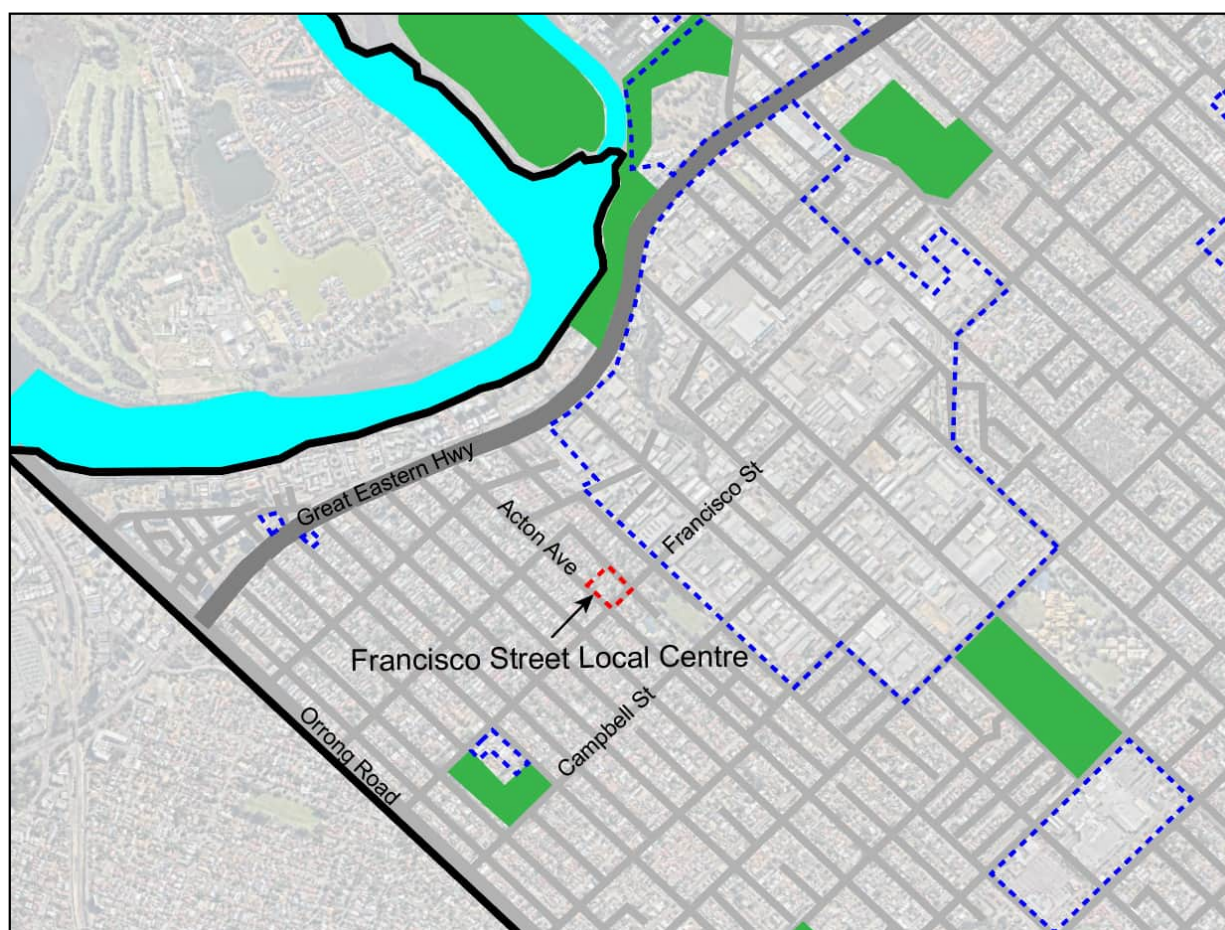 Great Eastern Hwy
Acton Ave
Francisco St
Francisco Street Local Centre
Campbell St
Orrong Road